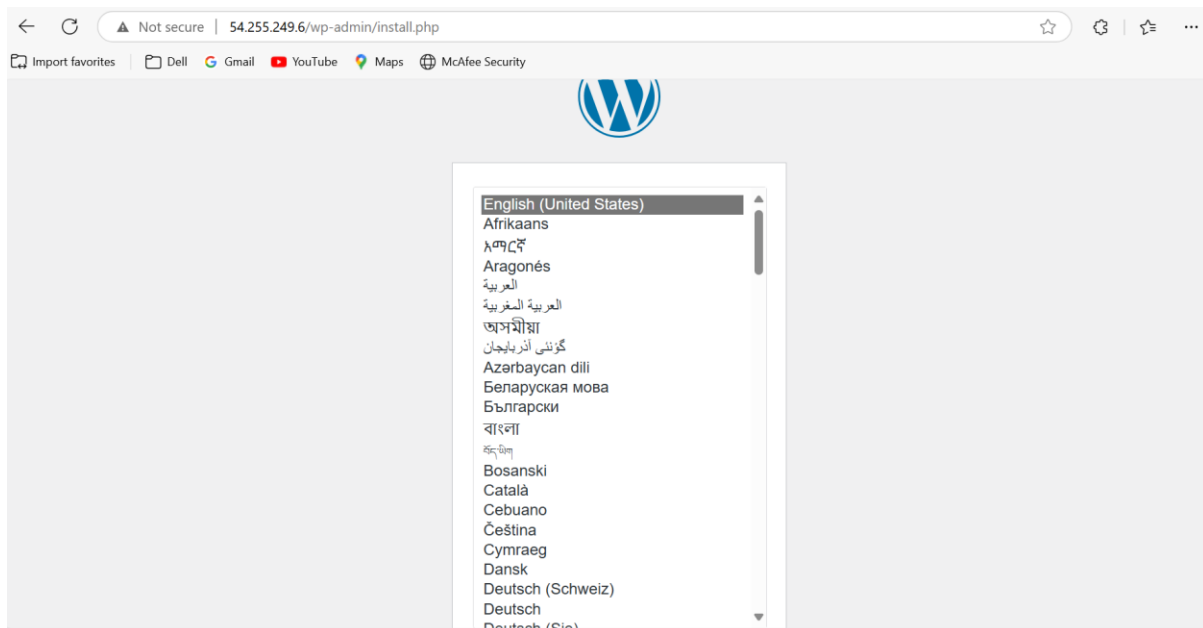 Not secure 54.255.249.6/wp-admin/install.php
Import favorites Dell Gmail YouTube Maps McAfee Security
English (United States)
Afrikaans
አማርኛ
Aragonés
العربية
العربية المغربية
অসমীয়া
گؤنئی آذربایجان
Azərbaycan dili
Беларуская мова
Български
বাংলা
བོད་ཡིག
Bosanski
Català
Cebuano
Čeština
Cymraeg
Dansk
Deutsch (Schweiz)
Deutsch
Deutsch (Sie)